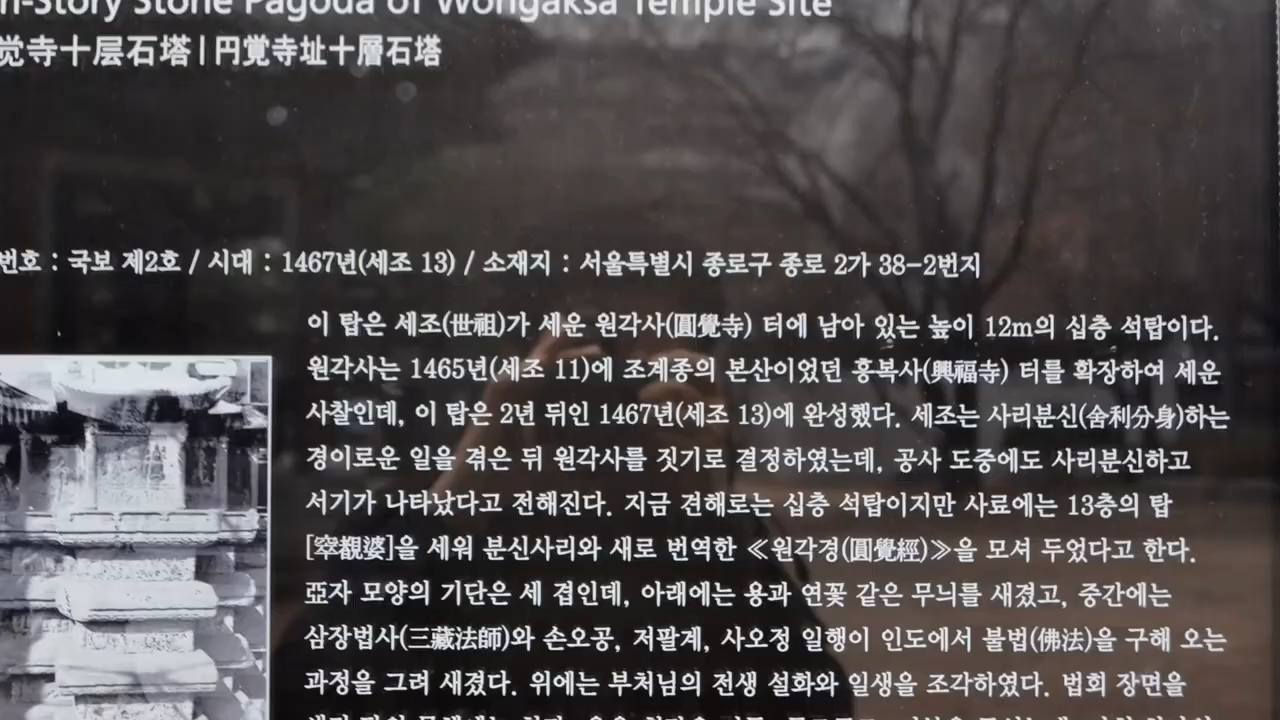 Story Stone Pagoda of Wongaksa Temple Site
觉寺十层石塔 | 円覚寺址十層石塔
번호 : 국보 제2호 / 시대 : 1467년(세조 13) / 소재지 : 서울특별시 종로구 종로 2가 38-2번지
이 탑은 세조(世祖)가 세운 원각사(圓覺寺) 터에 남아 있는 높이 12m의 십층 석탑이다.
원각사는 1465년(세조 11)에 조계종의 본산이었던 흥복사(興福寺) 터를 확장하여 세운
사찰인데, 이 탑은 2년 뒤인 1467년(세조 13)에 완성했다. 세조는 사리분신(舍利分身)하는
경이로운 일을 겪은 뒤 원각사를 짓기로 결정하였는데, 공사 도중에도 사리분신하고
서기가 나타났다고 전해진다. 지금 견해로는 십층 석탑이지만 사료에는 13층의 탑
[窣覩婆]을 세워 분신사리와 새로 번역한 ≪원각경(圓覺經)≫을 모셔 두었다고 한다.
亞자 모양의 기단은 세 겹인데, 아래에는 용과 연꽃 같은 무늬를 새겼고, 중간에는
삼장법사(三藏法師)와 손오공, 저팔계, 사오정 일행이 인도에서 불법(佛法)을 구해 오는
과정을 그려 새겼다. 위에는 부처님의 전생 설화와 일생을 조각하였다. 법회 장면을